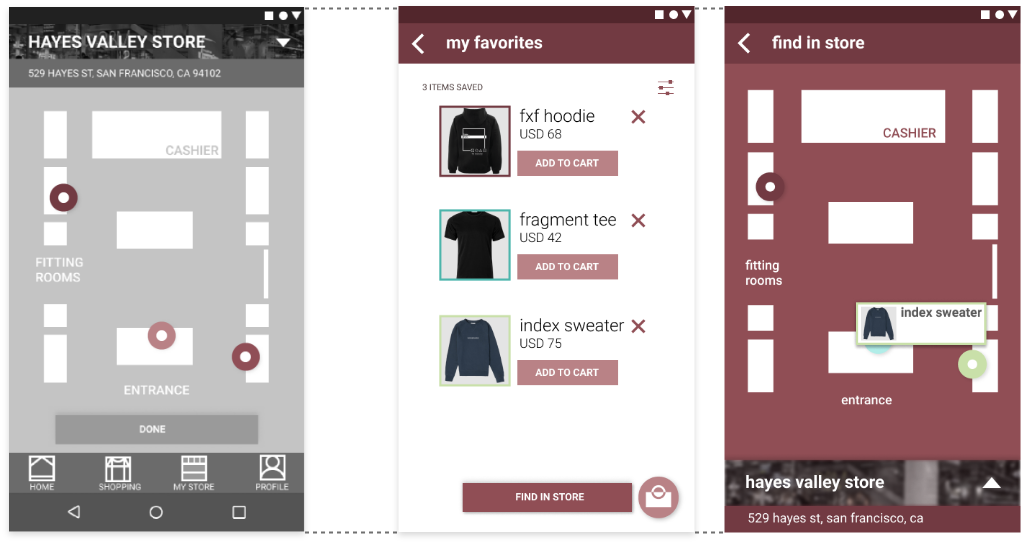 HAYES VALLEY STORE
529 HAYES ST, SAN FRANCISCO, CA 94102
CASHIER
FITTING
ROOMS
ENTRANCE
DONE
HOME
SHOPPING
MY STORE
PROFILE
my favorites
3 ITEMS SAVED
fxf hoodie
USD 68
ADD TO CART
fragment tee
USD 42
ADD TO CART
index sweater
USD 75
ADD TO CART
FIND IN STORE
find in store
CASHIER
fitting
rooms
index sweater
entrance
hayes valley store
529 hayes st, san francisco, ca